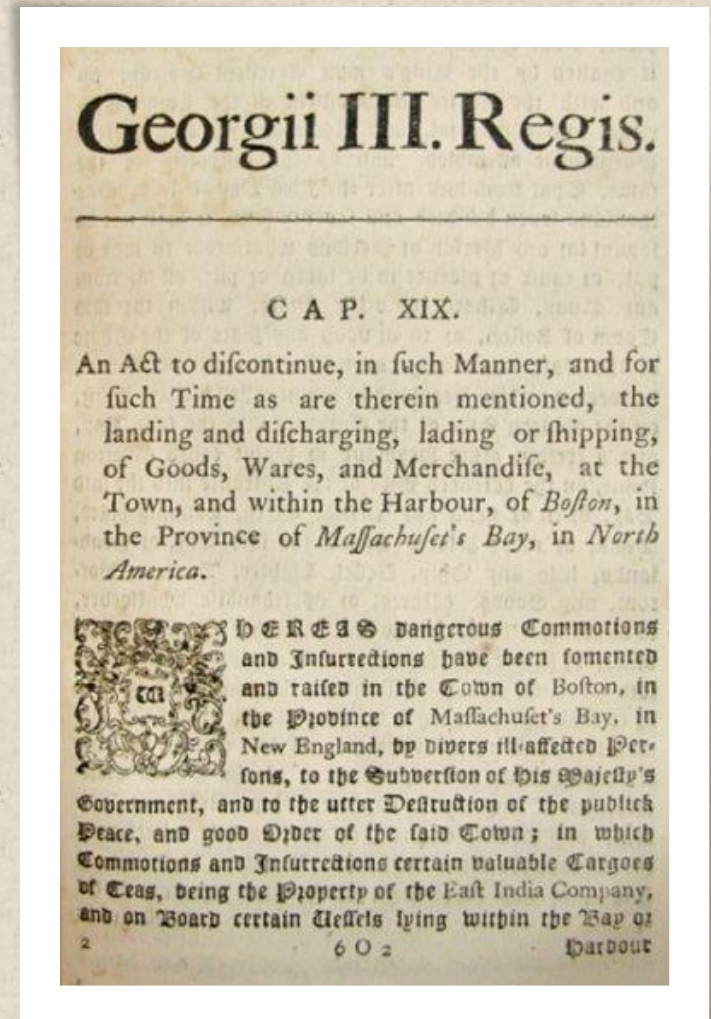 Georgii III. Regis.
C A P. XIX.
An Act to diſcontinue, in ſuch Manner, and for
ſuch Time as are therein mentioned, the
landing and diſcharging, lading or ſhipping,
of Goods, Wares, and Merchandiſe, at the
Town, and within the Harbour, of Boſton, in
the Province of Maſſachuſet's Bay, in North
America.
WHEREAS dangerous Commotions
and Inſurrections have been fomented
and raiſed in the Town of Boſton, in
the Province of Maſſachuſet's Bay, in
New England, by divers ill-affected Per-
ſons, to the Subverſion of His Majeſty's
Government, and to the utter Deſtruction of the publick
Peace, and good Order of the ſaid Town; in which
Commotions and Inſurrections certain valuable Cargoes
of Teas, being the Property of the Eaſt India Company,
and on Board certain Veſſels lying within the Bay or
2 6 O 2 Harbour